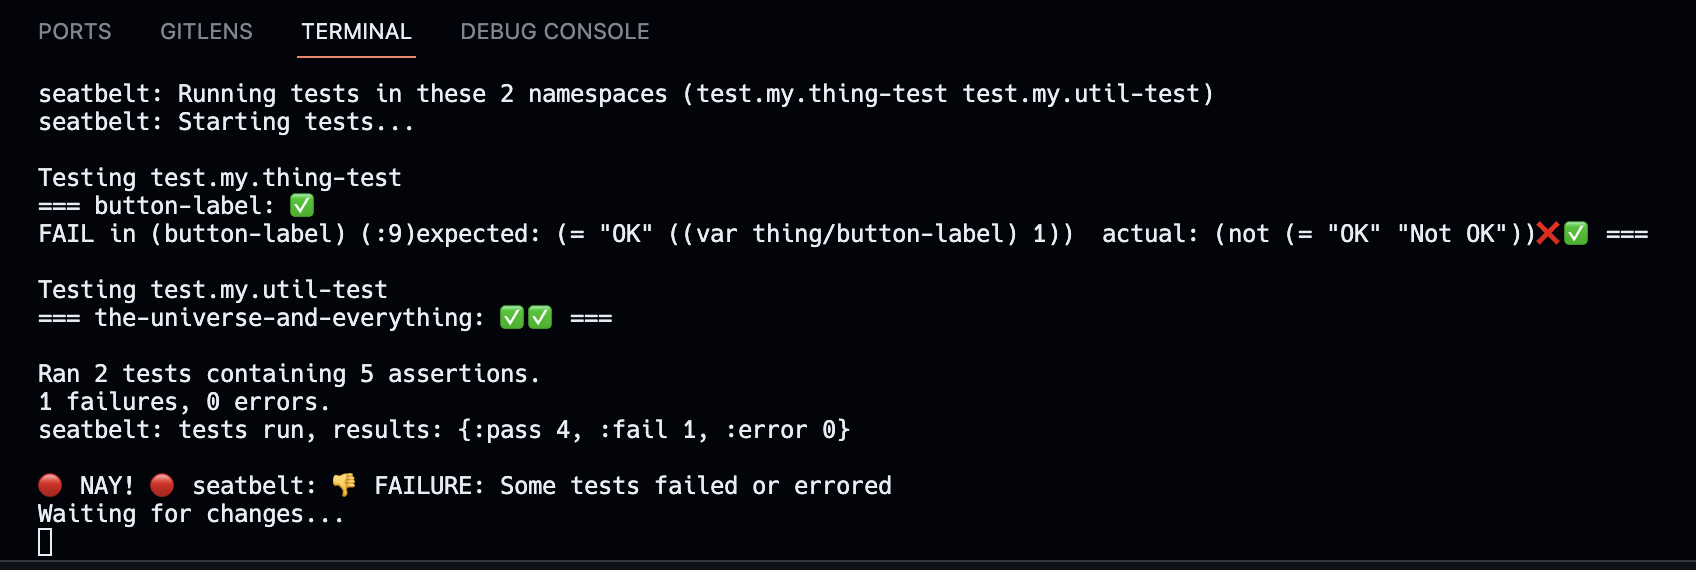 PORTS GITLENS TERMINAL DEBUG CONSOLE
seatbelt: Running tests in these 2 namespaces (test.my.thing-test test.my.util-test)
seatbelt: Starting tests...
Testing test.my.thing-test
=== button-label: ✅
FAIL in (button-label) (:9)expected: (= "OK" ((var thing/button-label) 1))  actual: (not (= "OK" "Not OK"))❌✅ ===
Testing test.my.util-test
=== the-universe-and-everything: ✅✅ ===
Ran 2 tests containing 5 assertions.
1 failures, 0 errors.
seatbelt: tests run, results: {:pass 4, :fail 1, :error 0}
🔴 NAY! 🔴 seatbelt: 👎 FAILURE: Some tests failed or errored
Waiting for changes...